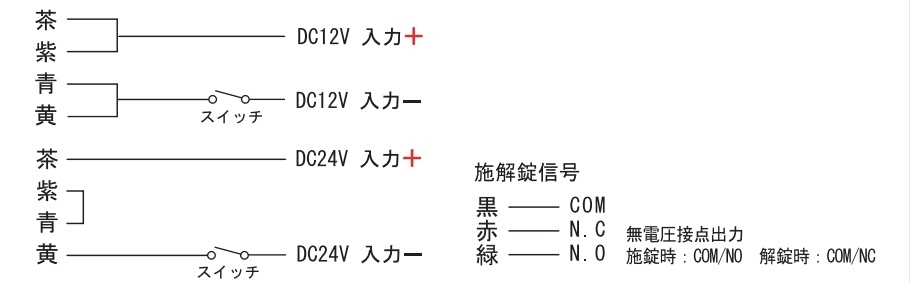 茶
紫
DC12V 入力+
青
黄
スイッチ
DC12V 入力−
茶
DC24V 入力+
紫
青
黄
スイッチ
DC24V 入力−
施解錠信号
黒 COM
赤 N.C
緑 N.O
無電圧接点出力
施錠時：COM/NO 解錠時：COM/NC